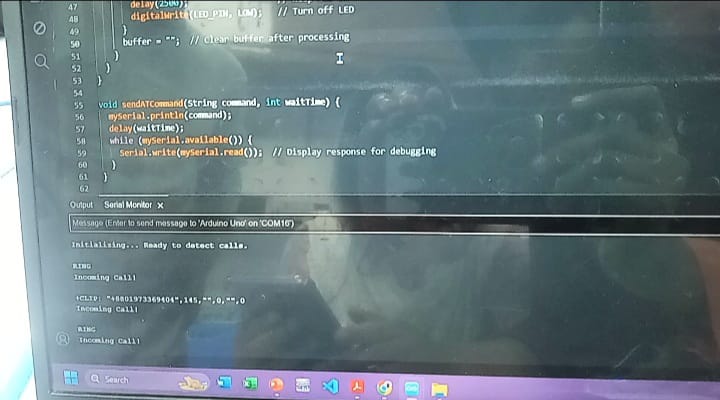 47 delay(2500);
48 digitalWrite(LED_PIN, LOW); // Turn off LED
49 }
50 buffer = ""; // Clear buffer after processing
51 }
52 }
53 }
54
55 void sendATCommand(String command, int waitTime) {
56 mySerial.println(command);
57 delay(waitTime);
58 while (mySerial.available()) {
59 Serial.write(mySerial.read()); // Display response for debugging
60 }
61 }
62
Output Serial Monitor x
Message (Enter to send message to 'Arduino Uno' on 'COM16')
Initializing... Ready to detect calls.
RING
Incoming Call!
+CLIP: "+8801973369404",145,"",0,"",0
Incoming Call!
RING
Incoming Call!
Search